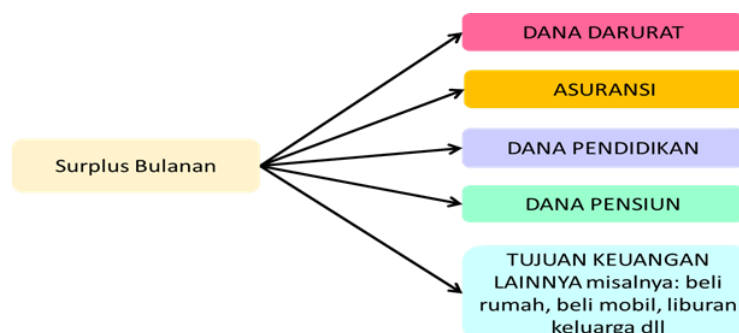 DANA DARURAT
ASURANSI
Surplus Bulanan
DANA PENDIDIKAN
DANA PENSIUN
TUJUAN KEUANGAN
LAINNYA misalnya: beli
rumah, beli mobil, liburan
keluarga dll